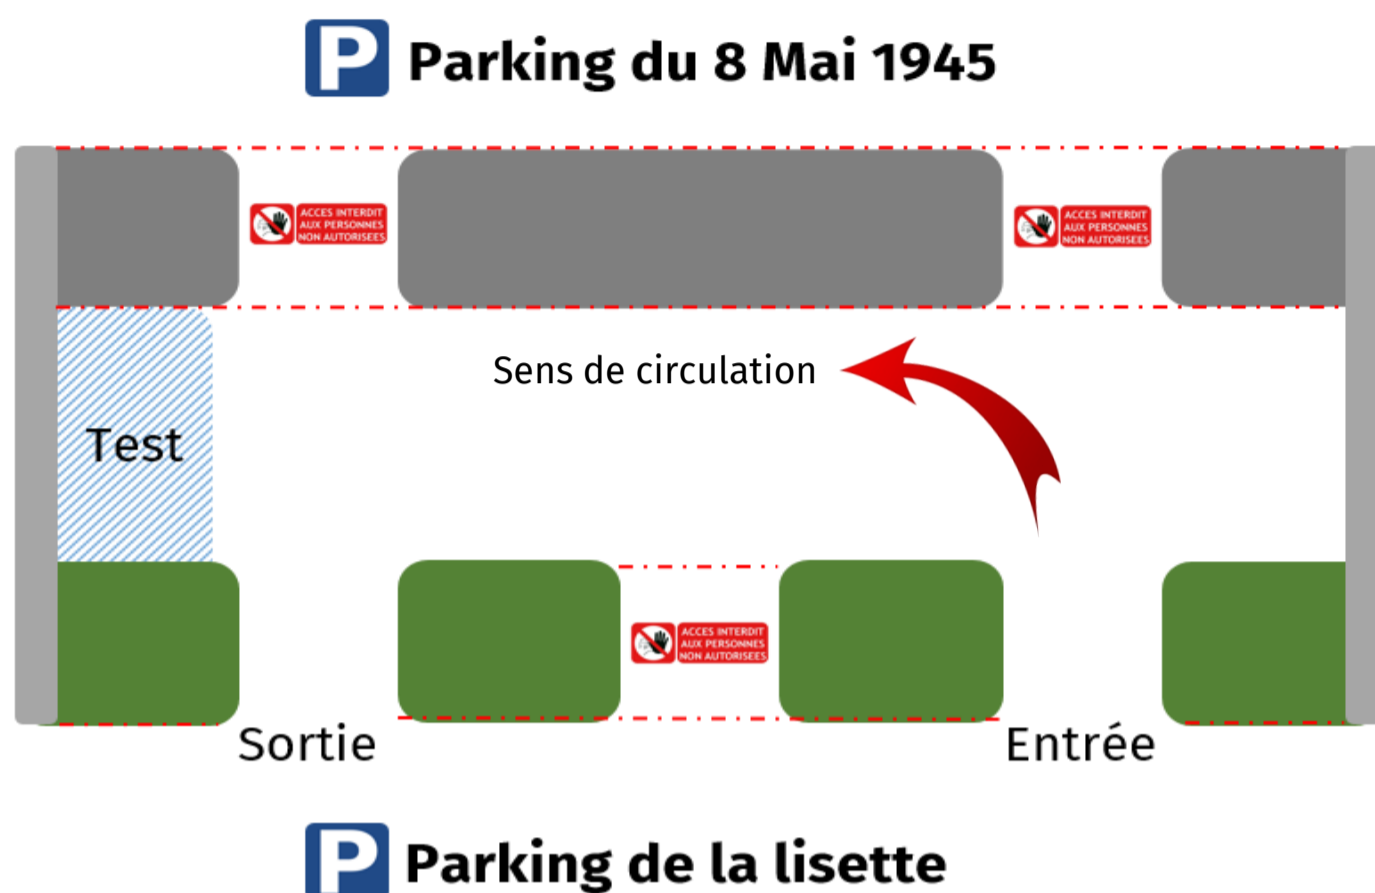 P Parking du 8 Mai 1945
ACCES INTERDIT
AUX PERSONNES
NON AUTORISEES
ACCES INTERDIT
AUX PERSONNES
NON AUTORISEES
Sens de circulation
Test
ACCES INTERDIT
AUX PERSONNES
NON AUTORISEES
Sortie
Entrée
P Parking de la lisette